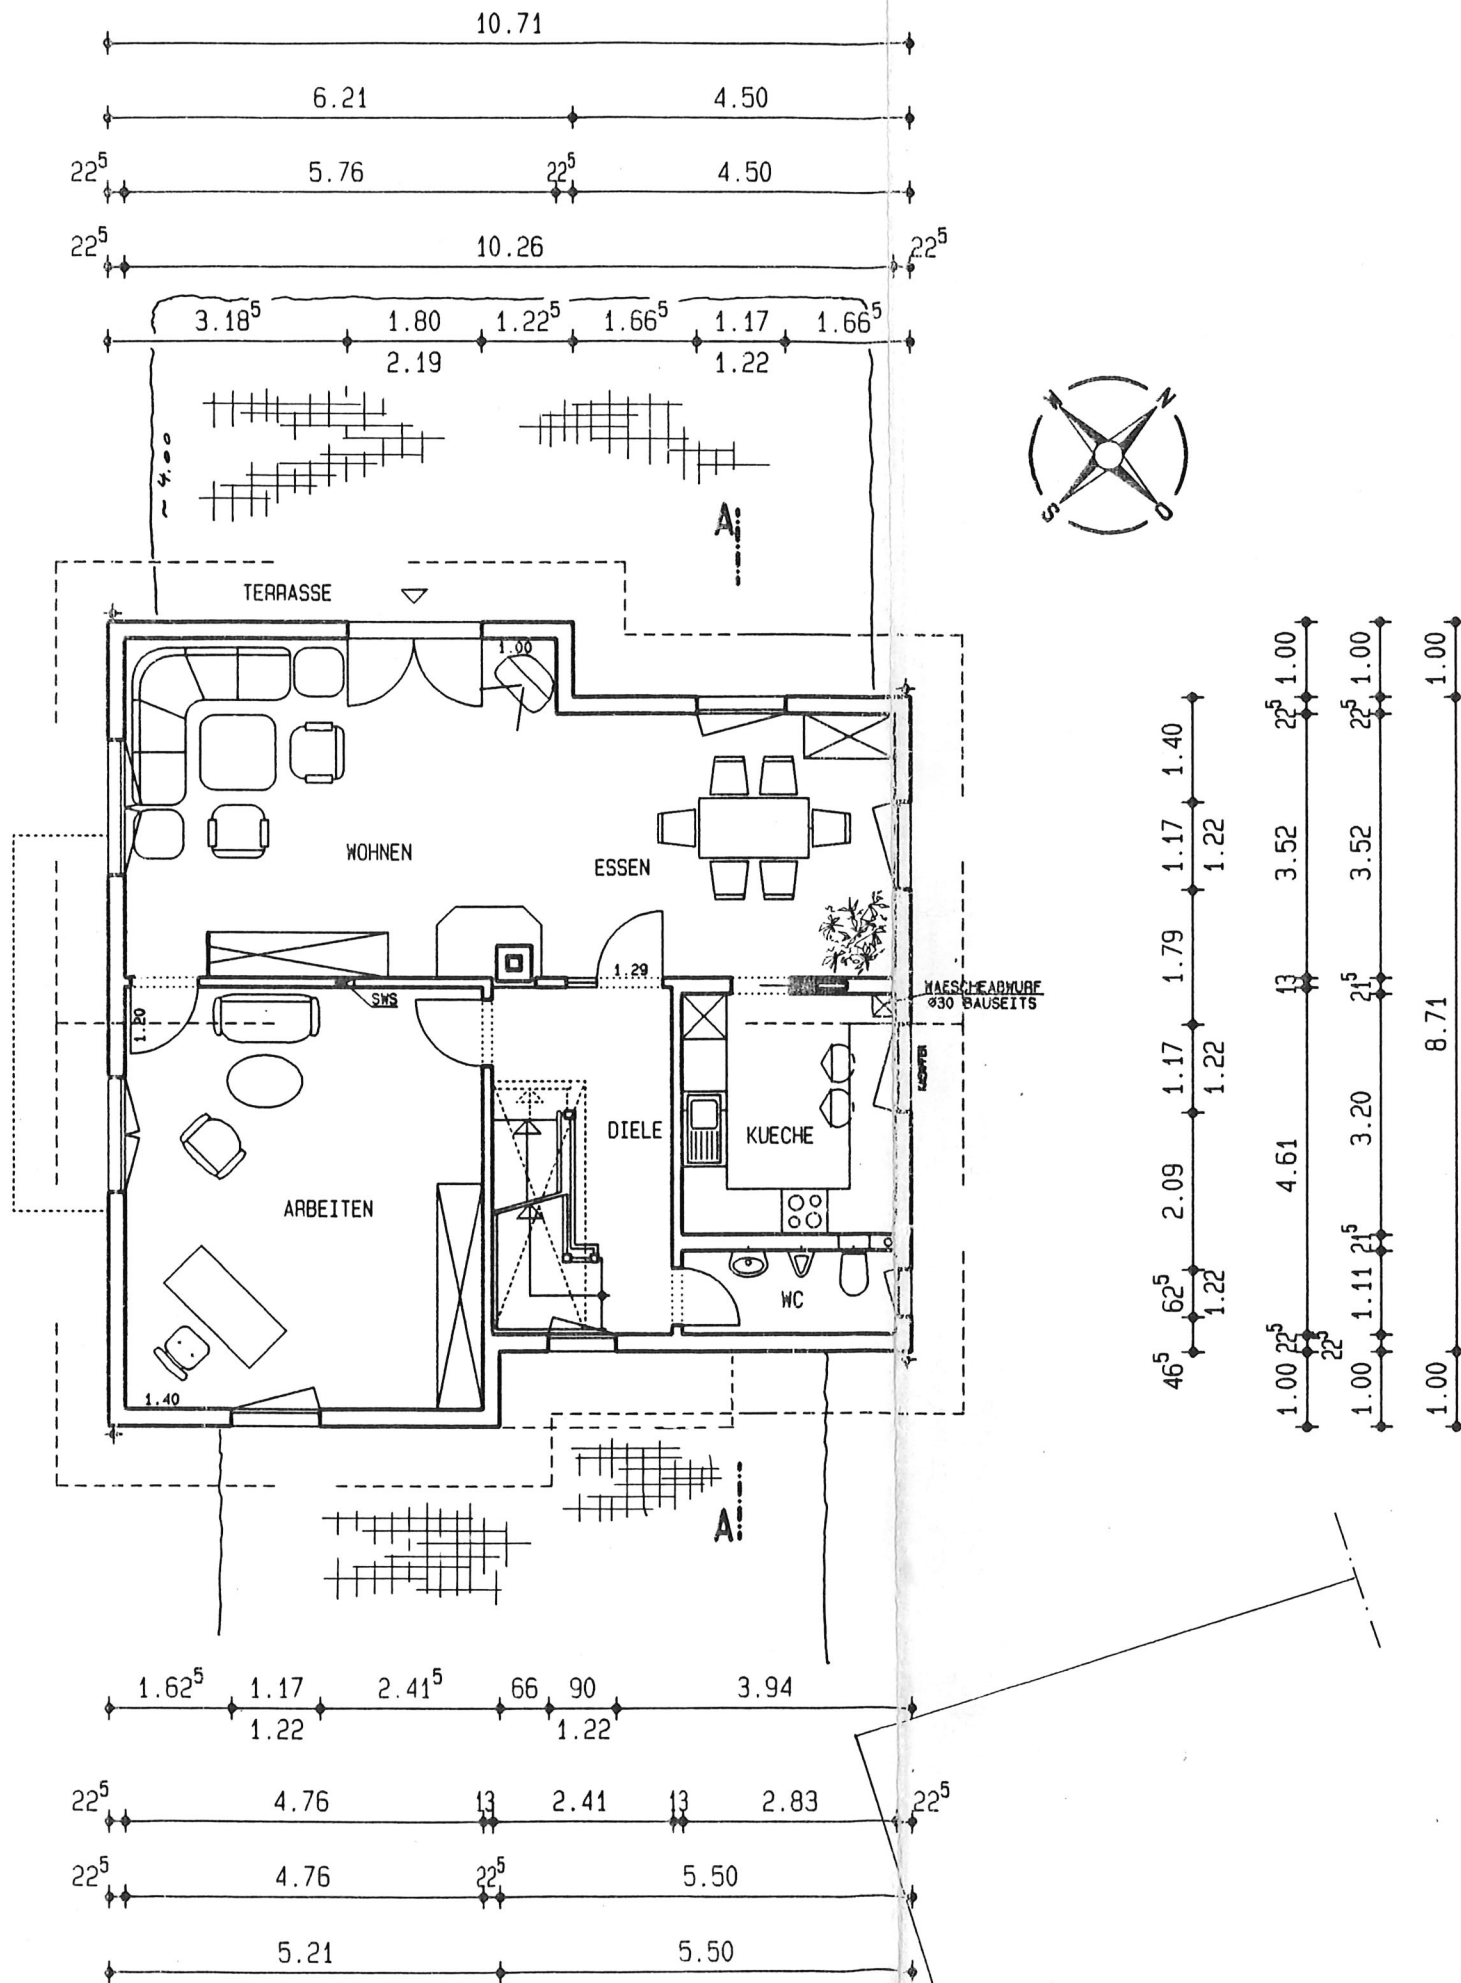 10.71
6.21 4.50
22⁵ 5.76 22⁵ 4.50
22⁵ 10.26 22⁵
3.18⁵ 1.80 1.22⁵ 1.66⁵ 1.17 1.66⁵
2.19 1.22
~ 4.00
N
S
O
A
TERRASSE
1.00
WOHNEN
ESSEN
1.29
SWS
1.20
WAESCHEABWURF
Ø30 BAUSEITS
DIELE
KUECHE
ARBEITEN
WC
1.40
A
1.40
1.17
1.22
1.79
1.17
1.22
2.09
62⁵
1.22
46⁵
1.00
22⁵
3.52
13
4.61
22⁵
22⁵
1.00
1.00
22⁵
3.52
21⁵
3.20
21⁵
1.11
1.00
1.00
8.71
1.00
1.62⁵ 1.17 2.41⁵ 66 90 3.94
1.22 1.22
22⁵ 4.76 13 2.41 13 2.83 22⁵
22⁵ 4.76 22⁵ 5.50
5.21 5.50